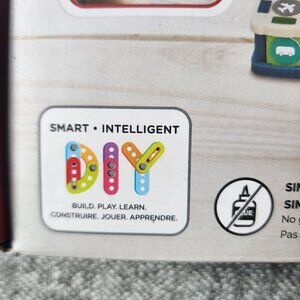 SMART • INTELLIGENT
DIY
BUILD. PLAY. LEARN.
CONSTRUIRE. JOUER. APPRENDRE.
GLUE
SIM
SIM
No g
Pas